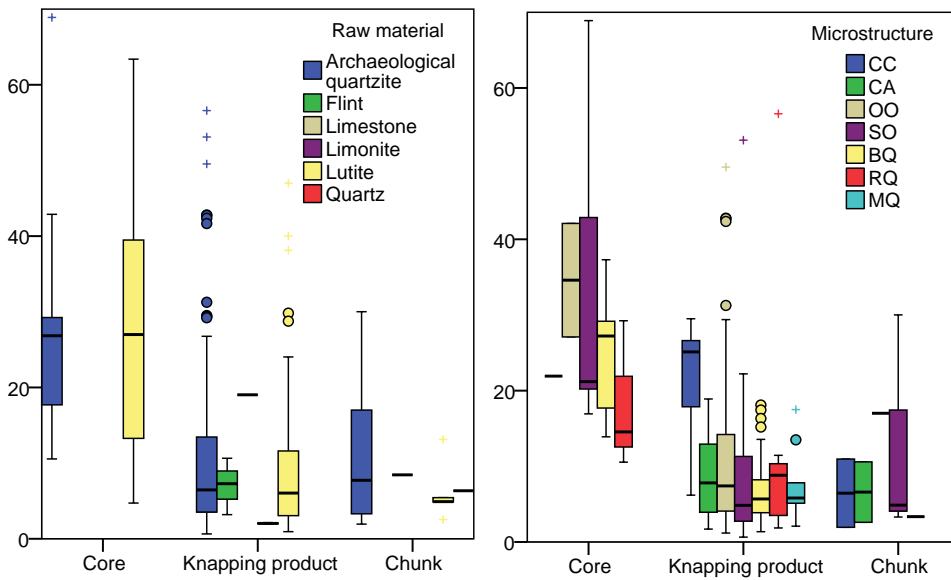 Raw material
Archaeological
quartzite
Flint
Limestone
Limonite
Lutite
Quartz
60
40
20
0
Core Knapping product Chunk
Microstructure
CC
CA
OO
SO
BQ
RQ
MQ
60
40
20
0
Core Knapping product Chunk